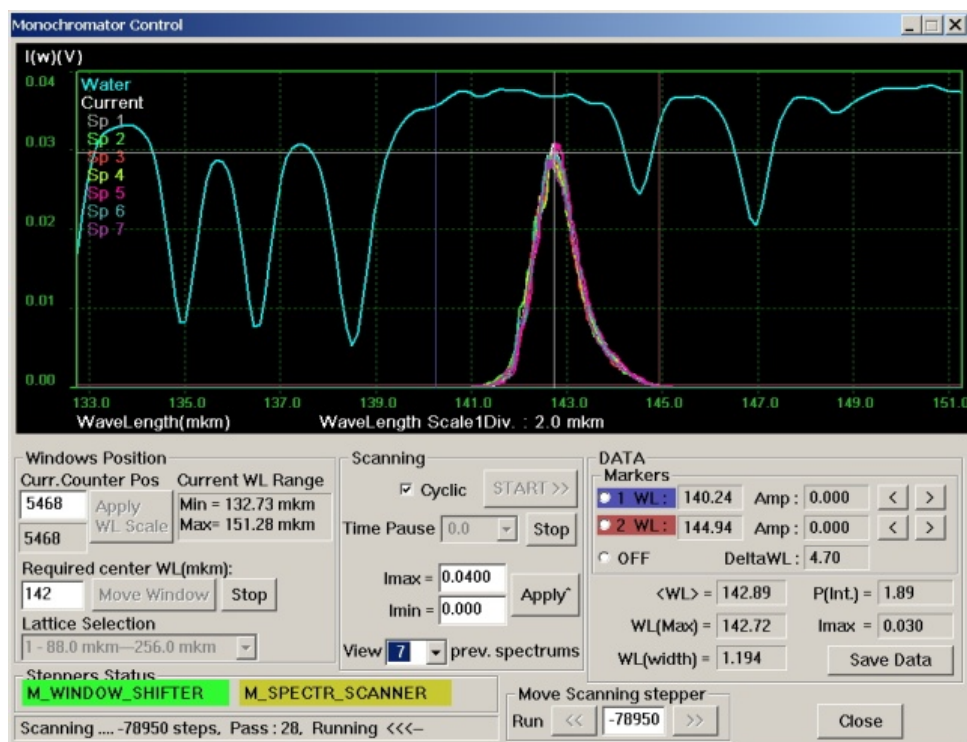 Monochromator Control
I(w)(V)
0.04
Water
Current
Sp 1
Sp 2
0.03
Sp 3
Sp 4
Sp 5
Sp 6
0.02
Sp 7
0.01
0.00
133.0 135.0 137.0 139.0 141.0 143.0 145.0 147.0 149.0 151.0
WaveLength(mkm) WaveLength Scale1Div. : 2.0 mkm
Windows Position
Curr.Counter Pos Current WL Range
5468 Apply WL Scale Min = 132.73 mkm
5468 Max= 151.28 mkm
Required center WL(mkm):
142 Move Window Stop
Lattice Selection
1 - 88.0 mkm—256.0 mkm
Scanning
Cyclic START >>
Time Pause 0.0 Stop
Imax = 0.0400
Imin = 0.000 Apply^
View 7 prev. spectrums
DATA
Markers
1 WL : 140.24 Amp : 0.000 < >
2 WL : 144.94 Amp : 0.000 < >
OFF DeltaWL : 4.70
<WL> = 142.89 P(Int.) = 1.89
WL(Max) = 142.72 Imax = 0.030
WL(width) = 1.194 Save Data
Steppers Status
M_WINDOW_SHIFTER M_SPECTR_SCANNER
Scanning .... -78950 steps, Pass : 28, Running <<<–
Move Scanning stepper
Run << -78950 >>
Close